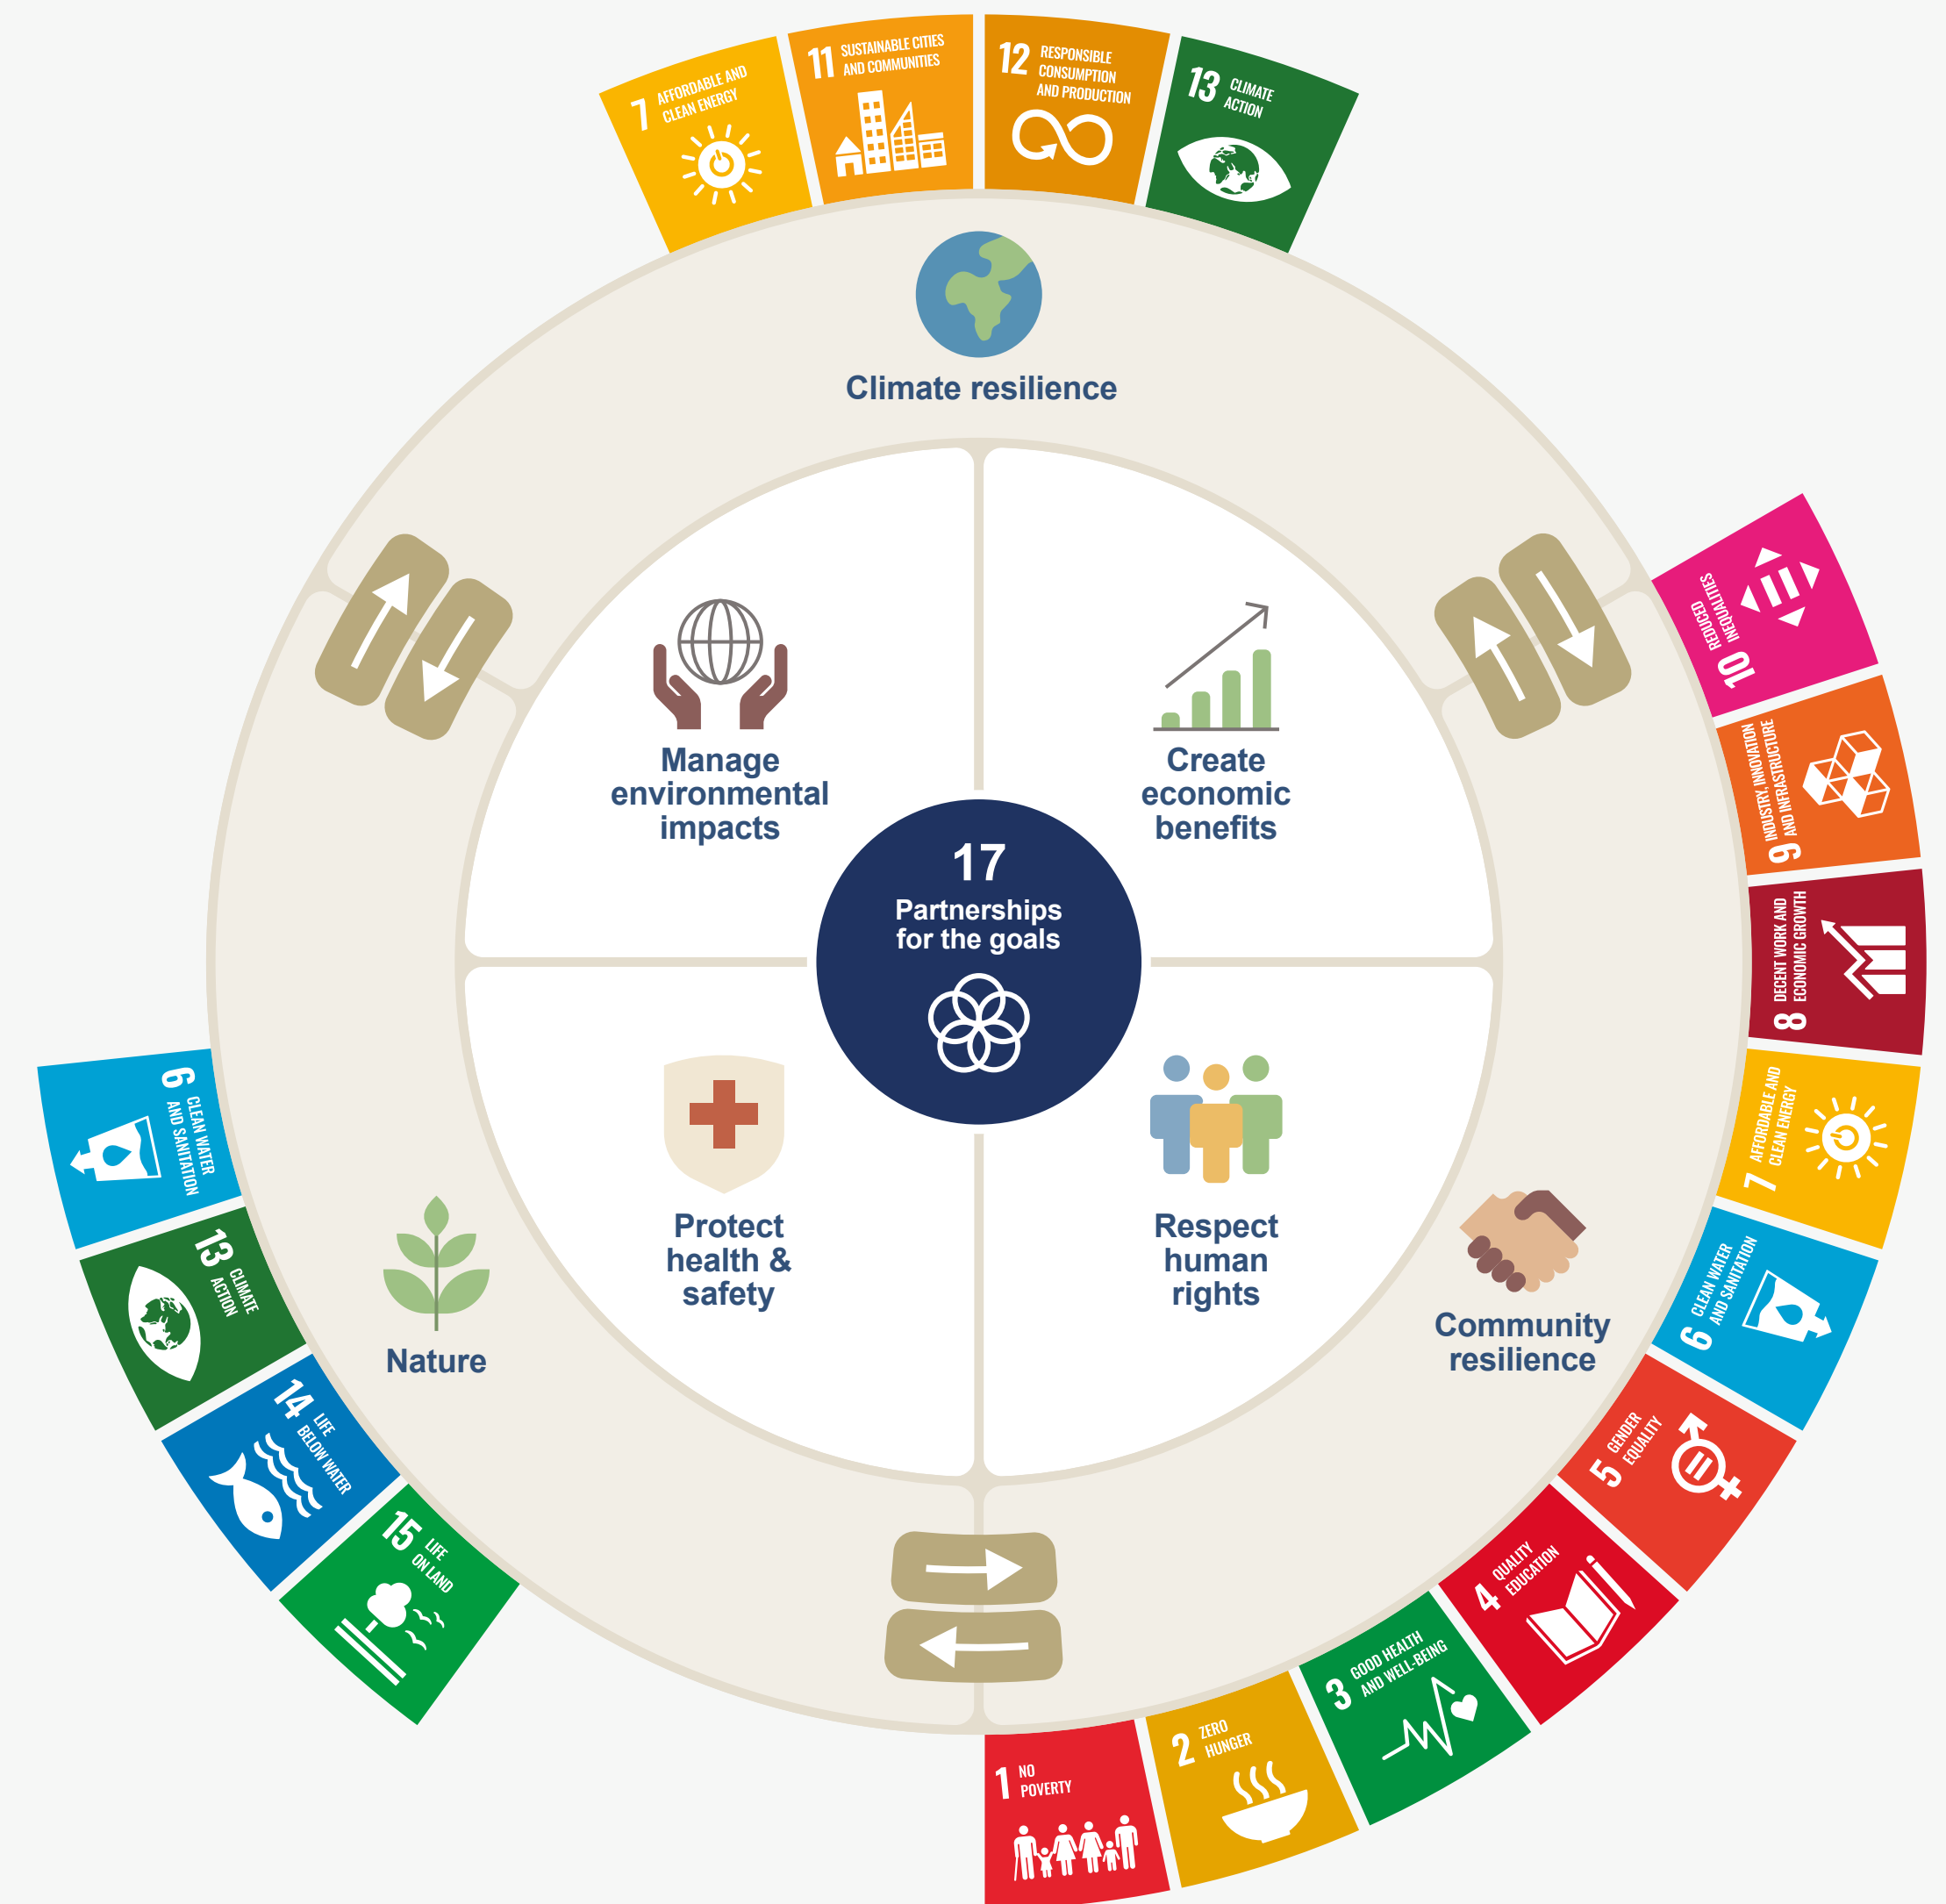 7 AFFORDABLE AND
CLEAN ENERGY
11 SUSTAINABLE CITIES
AND COMMUNITIES
12 RESPONSIBLE
CONSUMPTION
AND PRODUCTION
13 CLIMATE
ACTION
Climate resilience
10 REDUCED
INEQUALITIES
9 INDUSTRY, INNOVATION
AND INFRASTRUCTURE
8 DECENT WORK AND
ECONOMIC GROWTH
7 AFFORDABLE AND
CLEAN ENERGY
6 CLEAN WATER
AND SANITATION
5 GENDER
EQUALITY
4 QUALITY
EDUCATION
3 GOOD HEALTH
AND WELL-BEING
2 ZERO
HUNGER
1 NO
POVERTY
Community
resilience
6 CLEAN WATER
AND SANITATION
13 CLIMATE
ACTION
14 LIFE
BELOW WATER
15 LIFE
ON LAND
Nature
Manage
environmental
impacts
Create
economic
benefits
17
Partnerships
for the goals
Protect
health &
safety
Respect
human
rights